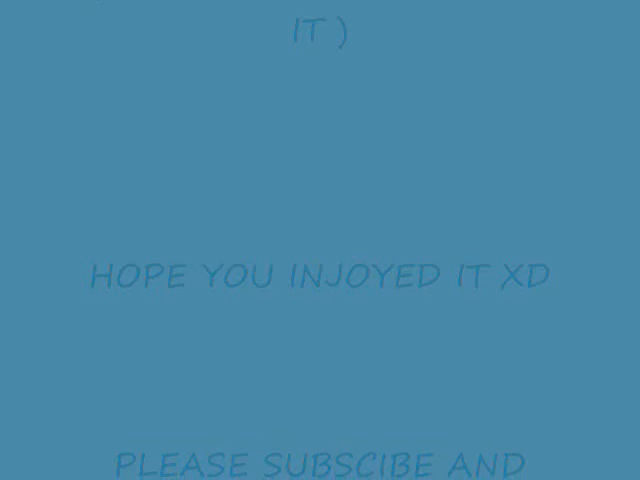 IT )
HOPE YOU INJOYED IT XD
PLEASE SUBSCIBE AND